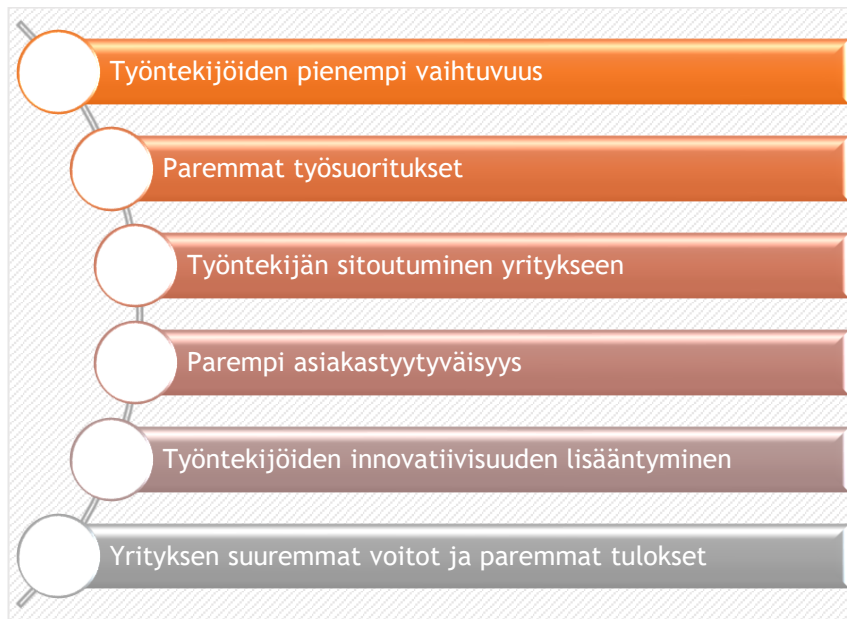 Työntekijöiden pienempi vaihtuvuus
Paremmat työsuoritukset
Työntekijän sitoutuminen yritykseen
Parempi asiakastyytyväisyys
Työntekijöiden innovatiivisuuden lisääntyminen
Yrityksen suuremmat voitot ja paremmat tulokset